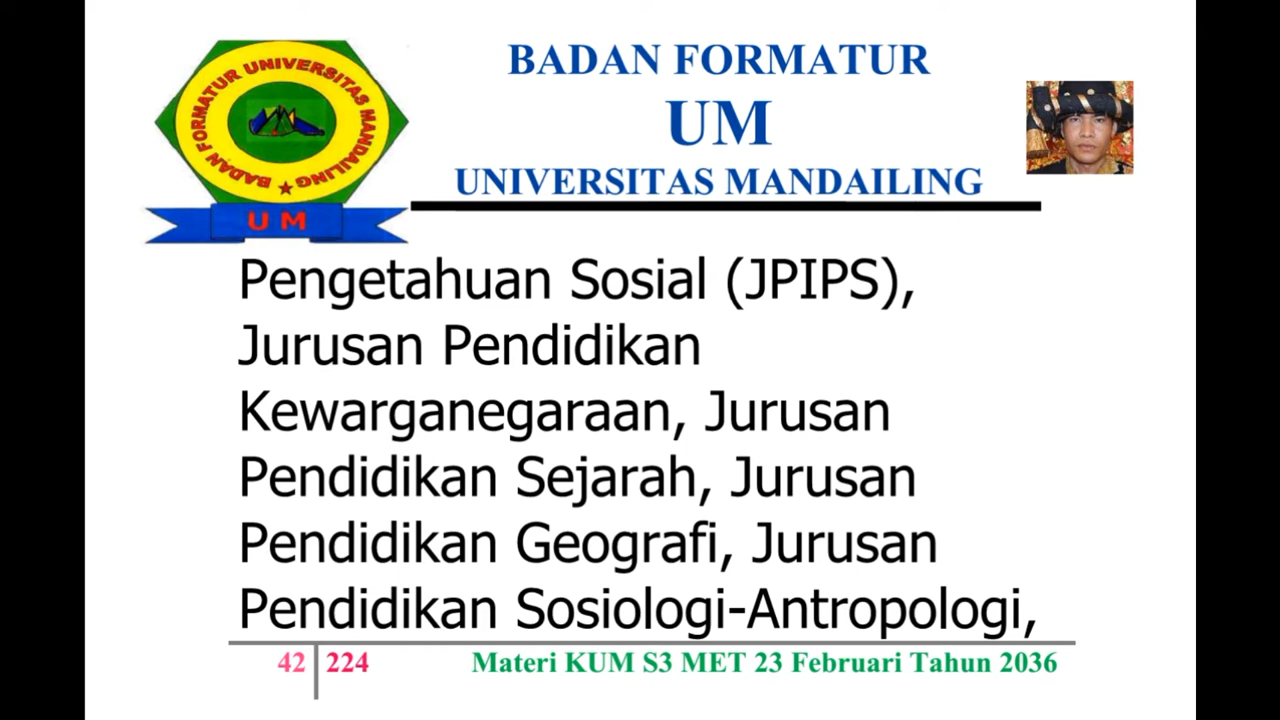 BADAN FORMATUR UNIVERSITAS MANDAILING
UM
BADAN FORMATUR
UM
UNIVERSITAS MANDAILING
Pengetahuan Sosial (JPIPS),
Jurusan Pendidikan
Kewarganegaraan, Jurusan
Pendidikan Sejarah, Jurusan
Pendidikan Geografi, Jurusan
Pendidikan Sosiologi-Antropologi,
42 224 Materi KUM S3 MET 23 Februari Tahun 2036